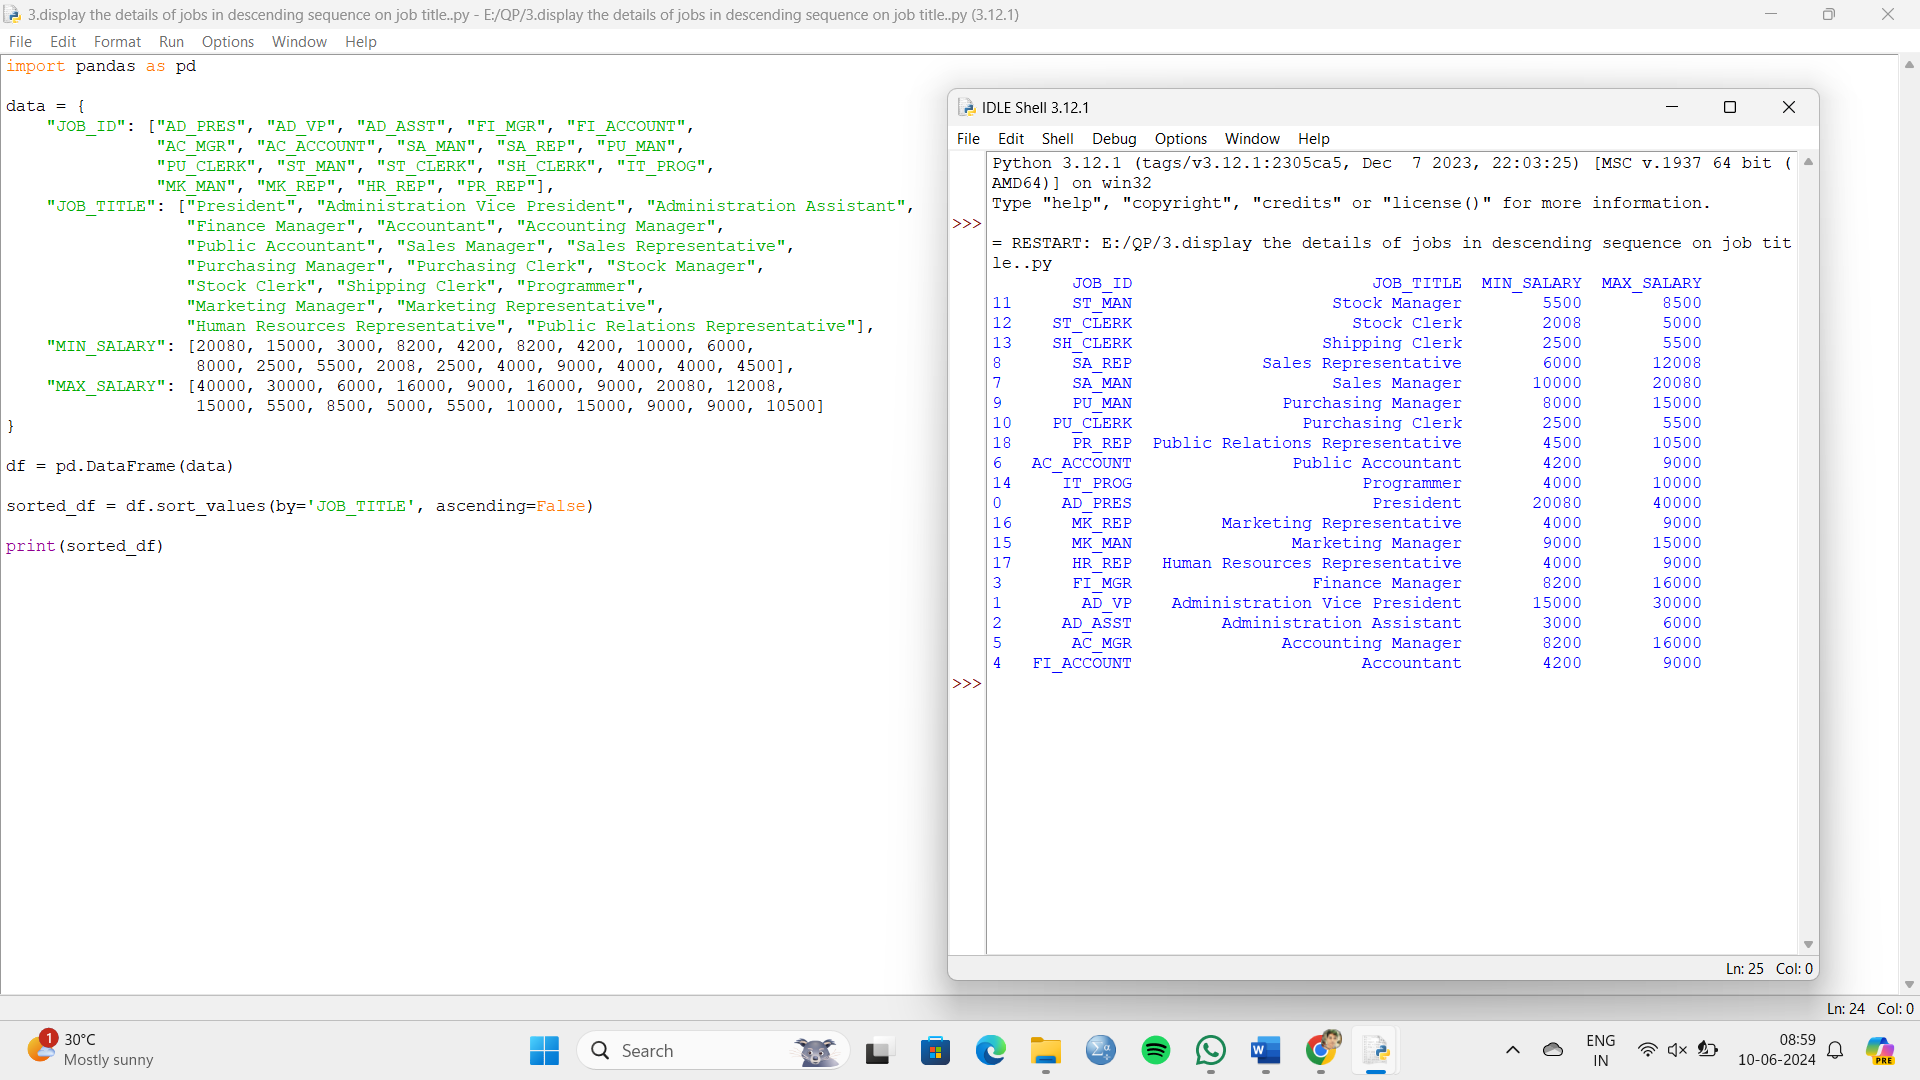 3.display the details of jobs in descending sequence on job title..py - E:/QP/3.display the details of jobs in descending sequence on job title..py (3.12.1)
File Edit Format Run Options Window Help
import pandas as pd
data = {
"JOB_ID": ["AD_PRES", "AD_VP", "AD_ASST", "FI_MGR", "FI_ACCOUNT",
"AC_MGR", "AC_ACCOUNT", "SA_MAN", "SA_REP", "PU_MAN",
"PU_CLERK", "ST_MAN", "ST_CLERK", "SH_CLERK", "IT_PROG",
"MK_MAN", "MK_REP", "HR_REP", "PR_REP"],
"JOB_TITLE": ["President", "Administration Vice President", "Administration Assistant",
"Finance Manager", "Accountant", "Accounting Manager",
"Public Accountant", "Sales Manager", "Sales Representative",
"Purchasing Manager", "Purchasing Clerk", "Stock Manager",
"Stock Clerk", "Shipping Clerk", "Programmer",
"Marketing Manager", "Marketing Representative",
"Human Resources Representative", "Public Relations Representative"],
"MIN_SALARY": [20080, 15000, 3000, 8200, 4200, 8200, 4200, 10000, 6000,
8000, 2500, 5500, 2008, 2500, 4000, 9000, 4000, 4000, 4500],
"MAX_SALARY": [40000, 30000, 6000, 16000, 9000, 16000, 9000, 20080, 12008,
15000, 5500, 8500, 5000, 5500, 10000, 15000, 9000, 9000, 10500]
}
df = pd.DataFrame(data)
sorted_df = df.sort_values(by='JOB_TITLE', ascending=False)
print(sorted_df)
IDLE Shell 3.12.1
File Edit Shell Debug Options Window Help
Python 3.12.1 (tags/v3.12.1:2305ca5, Dec  7 2023, 22:03:25) [MSC v.1937 64 bit (
AMD64)] on win32
Type "help", "copyright", "credits" or "license()" for more information.
>>>
= RESTART: E:/QP/3.display the details of jobs in descending sequence on job tit
le..py
JOB_ID JOB_TITLE MIN_SALARY MAX_SALARY
11 ST_MAN Stock Manager 5500 8500
12 ST_CLERK Stock Clerk 2008 5000
13 SH_CLERK Shipping Clerk 2500 5500
8 SA_REP Sales Representative 6000 12008
7 SA_MAN Sales Manager 10000 20080
9 PU_MAN Purchasing Manager 8000 15000
10 PU_CLERK Purchasing Clerk 2500 5500
18 PR_REP Public Relations Representative 4500 10500
6 AC_ACCOUNT Public Accountant 4200 9000
14 IT_PROG Programmer 4000 10000
0 AD_PRES President 20080 40000
16 MK_REP Marketing Representative 4000 9000
15 MK_MAN Marketing Manager 9000 15000
17 HR_REP Human Resources Representative 4000 9000
3 FI_MGR Finance Manager 8200 16000
1 AD_VP Administration Vice President 15000 30000
2 AD_ASST Administration Assistant 3000 6000
5 AC_MGR Accounting Manager 8200 16000
4 FI_ACCOUNT Accountant 4200 9000
>>>
Ln: 25 Col: 0
Ln: 24 Col: 0
1
30°C
Mostly sunny
Search
ENG
IN
08:59
10-06-2024
PRE